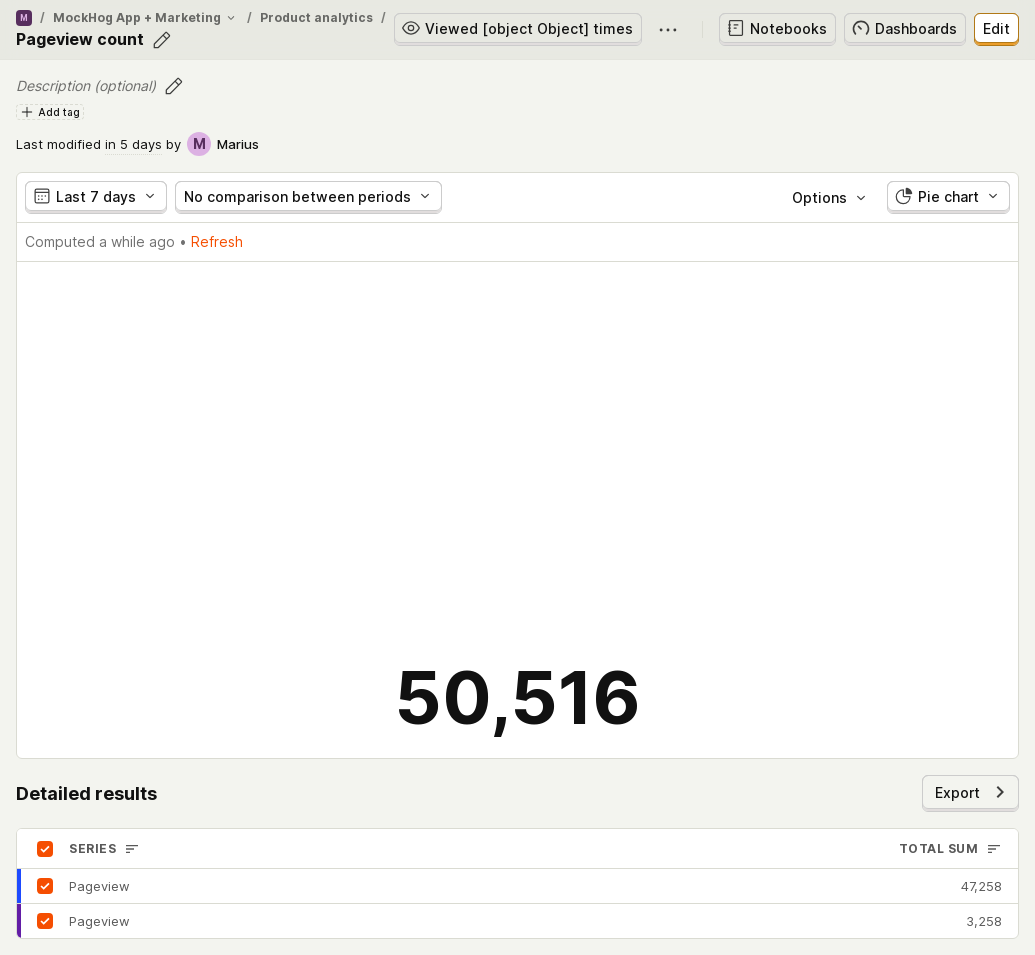 M / MockHog App + Marketing / Product analytics /
Pageview count
Viewed [object Object] times
Notebooks
Dashboards
Edit
Description (optional)
Add tag
Last modified in 5 days by M Marius
Last 7 days
No comparison between periods
Options
Pie chart
Computed a while ago • Refresh
50,516
Detailed results
Export
SERIES TOTAL SUM
Pageview 47,258
Pageview 3,258